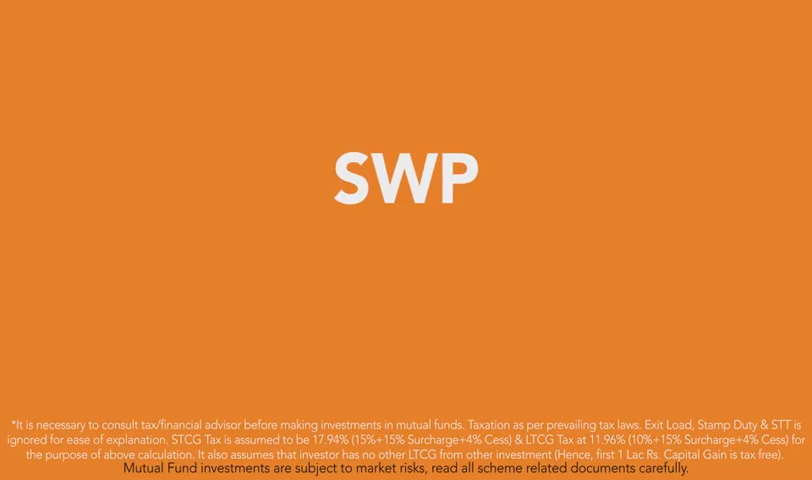 SWP
*It is necessary to consult tax/financial advisor before making investments in mutual funds. Taxation as per prevailing tax laws. Exit Load, Stamp Duty & STT is
ignored for ease of explanation. STCG Tax is assumed to be 17.94% (15%+15% Surcharge+4% Cess) & LTCG Tax at 11.96% (10%+15% Surcharge+4% Cess) for
the purpose of above calculation. It also assumes that investor has no other LTCG from other investment (Hence, first 1 Lac Rs. Capital Gain is tax free).
Mutual Fund investments are subject to market risks, read all scheme related documents carefully.